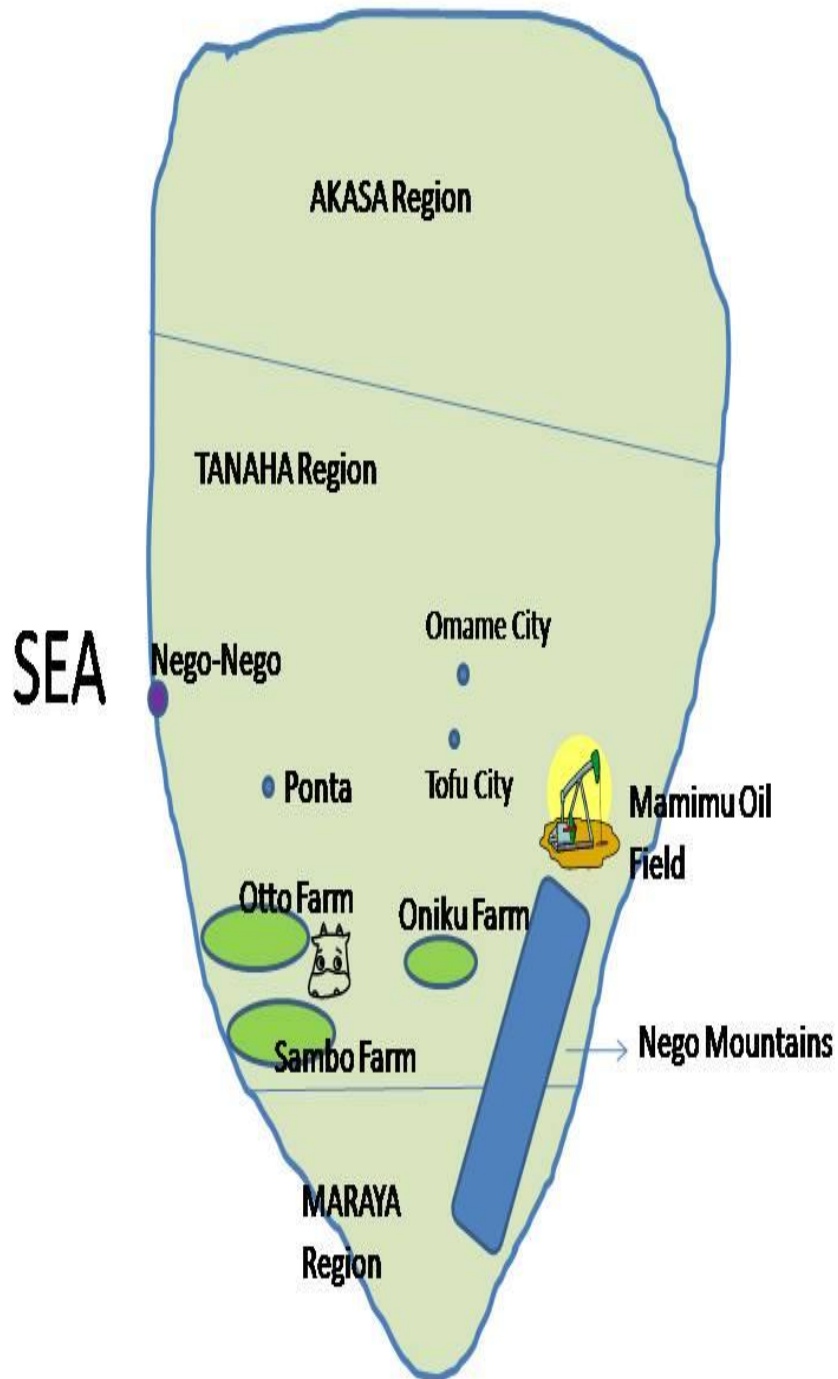 AKASA Region
TANAHA Region
Omame City
SEA
Nego-Nego
Ponta
Tofu City
Mamimu Oil
Field
Otto Farm
Oniku Farm
Nego Mountains
Sambo Farm
MARAYA
Region